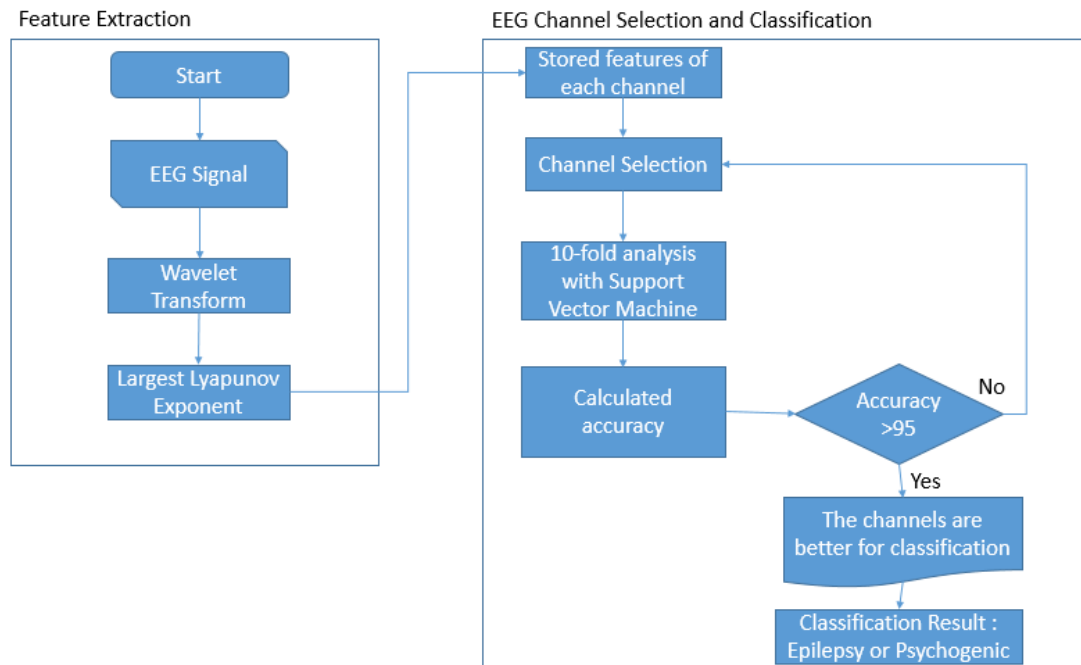 Feature Extraction
Start
EEG Signal
Wavelet
Transform
Largest Lyapunov
Exponent
EEG Channel Selection and Classification
Stored features of
each channel
Channel Selection
10-fold analysis
with Support
Vector Machine
Calculated
accuracy
Accuracy
>95
No
Yes
The channels are
better for classification
Classification Result :
Epilepsy or Psychogenic